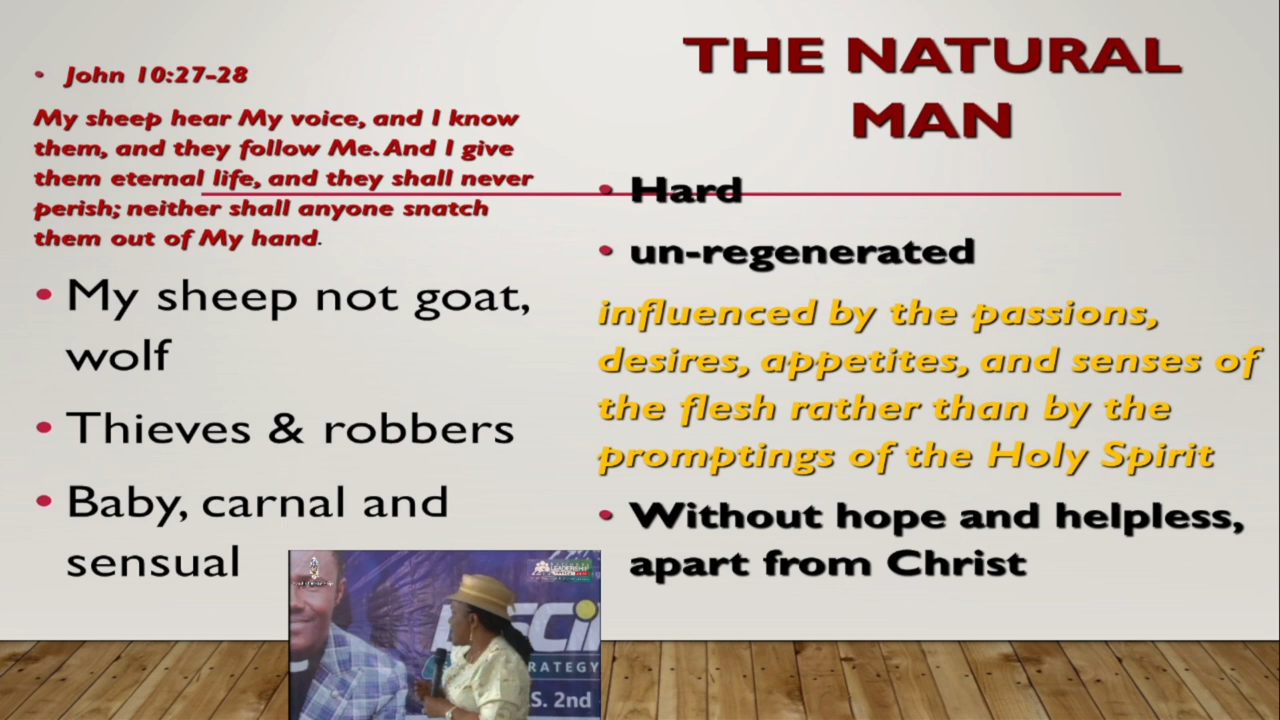 • John 10:27-28
My sheep hear My voice, and I know
them, and they follow Me. And I give
them eternal life, and they shall never
perish; neither shall anyone snatch
them out of My hand.
• My sheep not goat,
wolf
• Thieves & robbers
• Baby, carnal and
sensual
THE NATURAL
MAN
• Hard
• un-regenerated
influenced by the passions,
desires, appetites, and senses of
the flesh rather than by the
promptings of the Holy Spirit
• Without hope and helpless,
apart from Christ
LEADERSHIP
RATEGY
S. 2nd